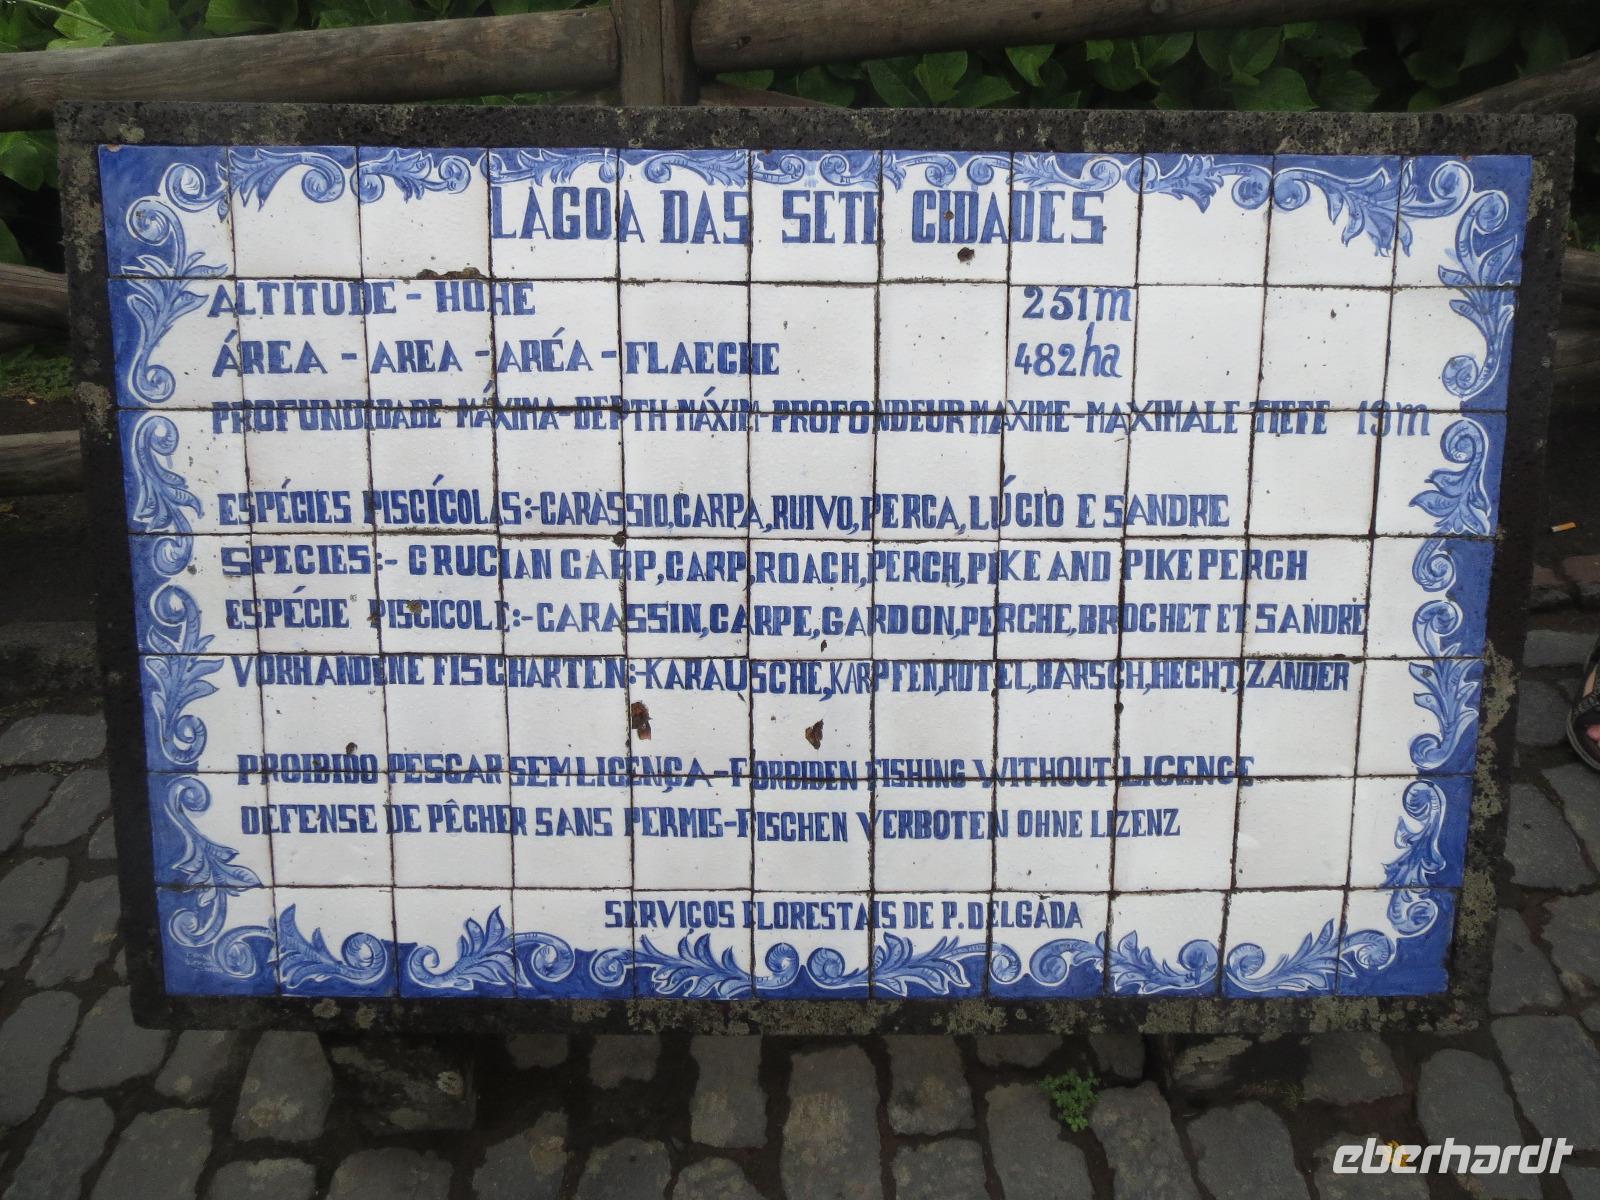 LAGOA DAS SETE CIDADES
ALTITUDE - HÖHE 251m
ÁREA - AREA - ARÉA - FLAECHE 482ha
PROFUNDIDADE MÁXIMA-DEPTH MÁXIM-PROFONDEUR MAXIME-MAXIMALE TIEFE 19m
ESPÉCIES PISCÍCOLAS:-CARASSIO,CARPA,RUIVO,PERCA,LÚCIO E SANDRE
SPECIES:- CRUCIAN CARP,CARP,ROACH,PERCH,PIKE AND PIKE PERCH
ESPÉCIE PISCICOLE:-CARASSIN,CARPE,GARDON,PERCHE,BROCHET ET SANDRE
VORHANDENE FISCHARTEN:-KARAUSCHE,KARPFEN,ROTEL,BARSCH,HECHT,ZANDER
PROIBIDO PESCAR SEM LICENÇA-FORBIDEN FISHING WITHOUT LICENCE
DEFENSE DE PÊCHER SANS PERMIS-FISCHEN VERBOTEN OHNE LIZENZ
SERVIÇOS FLORESTAIS DE P.DELGADA
eberhardt